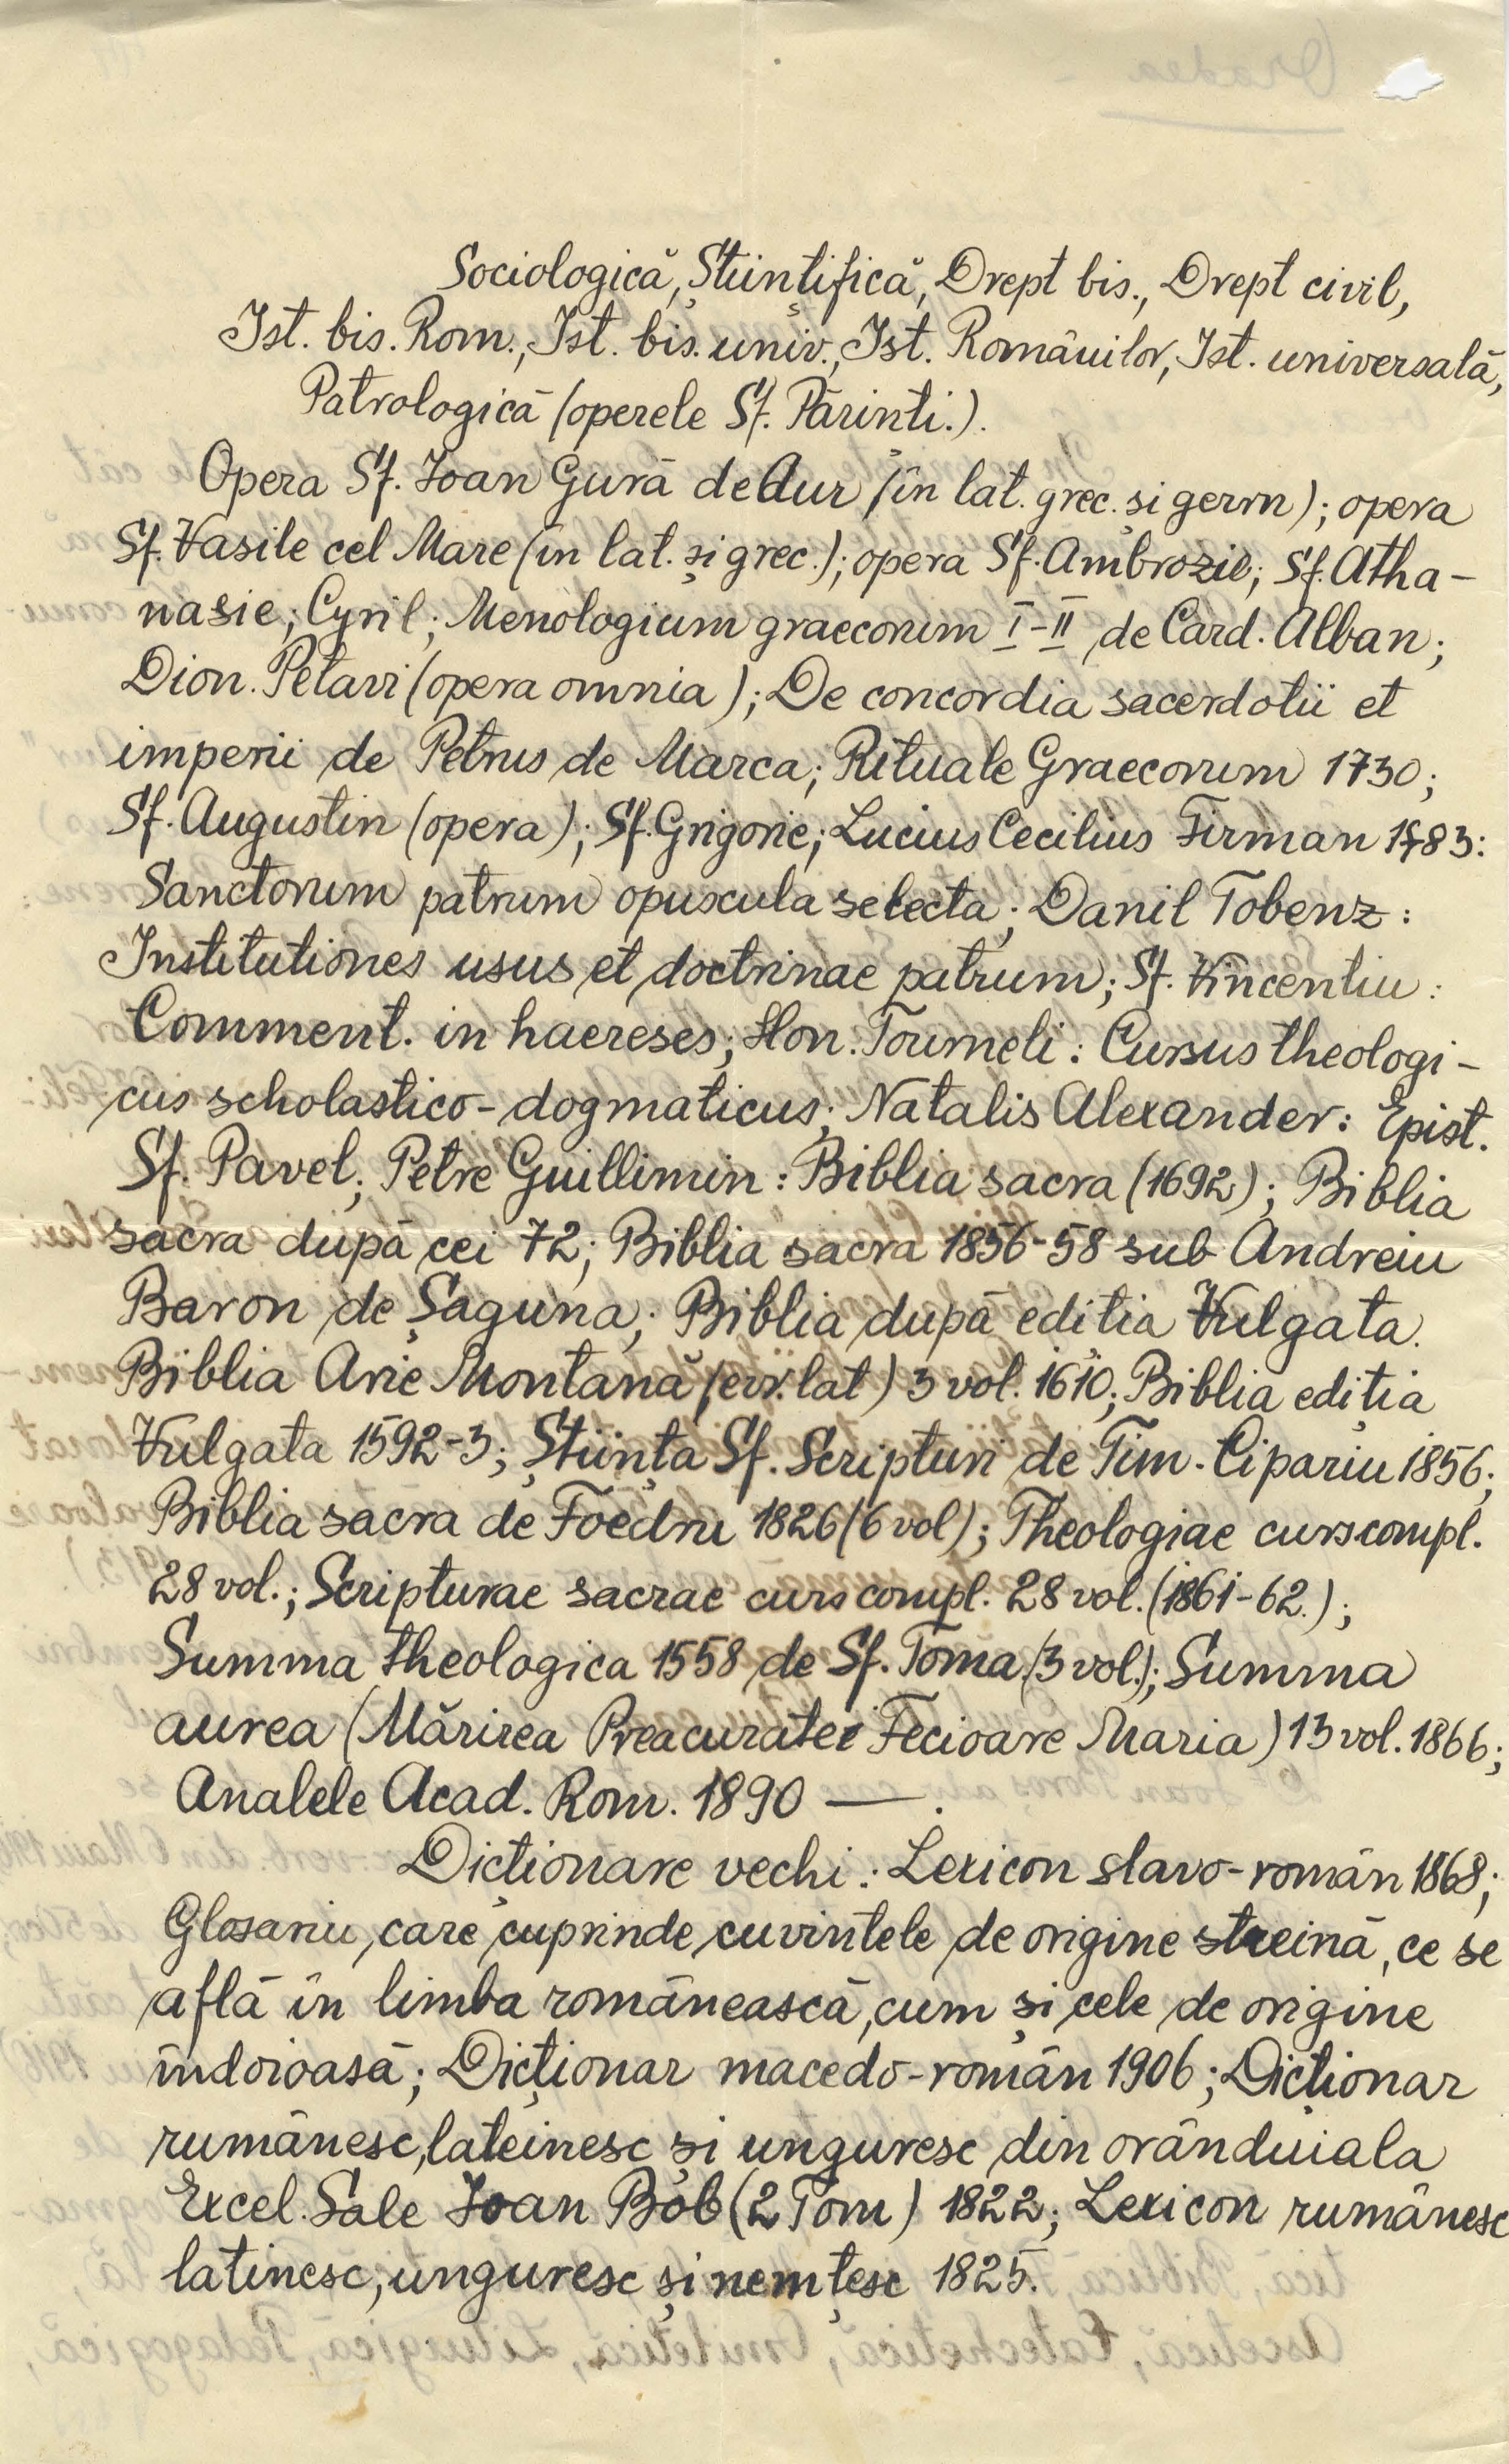 Sociologică, Ştiinţifică, Drept bis., Drept civil,
Ist. bis. Rom., Ist. bis. univ., Ist. Românilor, Ist. universală,
Patrologică (operele Sf. Părinţi.).
Opera Sf. Ioan Gură de Aur (în lat. grec. şi germ); opera
Sf. Vasile cel Mare (în lat. şi grec.); opera Sf. Ambrozie; Sf. Atha-
nasie; Cyril; Menologium graecorum I-II de Card. Alban;
Dion. Petavi (opera omnia); De concordia sacerdotii et
imperii de Petrus de Marca; Rituale Graecorum 1730;
Sf. Augustin (opera); Sf. Grigorie; Lucius Cecilius Firman 1783:
Sanctorum patrum opuscula selecta; Danil Tobenz:
Institutiones usus et doctrinae patrum; Sf. Vincentiu:
Comment. in haereses; Hon. Tourneli: Cursus theologi-
cus scholastico-dogmaticus; Natalis Alexander: Epist.
Sf. Pavel; Petre Guillimin: Biblia sacra (1692); Biblia
sacra după cei 72; Biblia sacra 1856-58 sub Andreiu
Baron de Şaguna; Biblia după ediţia Vulgata.
Biblia Arie Montană (evr. lat) 3 vol. 1610; Biblia ediţia
Vulgata 1592-3; Ştiinţa Sf. Scripturi de Tim. Cipariu 1856;
Biblia sacra de 1826 (6 vol); Theologiae curs compl.
28 vol.; Scripturae sacrae curs compl. 28 vol. (1861-62.);
Summa theologica 1558 de Sf. Toma (3 vol.); Summa
aurea (Mărirea Preacuratei Fecioare Maria) 13 vol. 1866;
Analele Acad. Rom. 1890 —.
Dicţionare vechi: Lexicon slavo-român 1868;
Glosariu, care cuprinde cuvintele de origine streină, ce se
află în limba românească, cum şi cele de origine
îndoioasă; Dicţionar macedo-român 1906; Dicţionar
rumânesc, lateinesc şi unguresc din orânduiala
Excel. Sale Ioan Bob (2 Tom) 1822; Lexicon rumânesc
latinesc, unguresc şi nemţesc 1825.